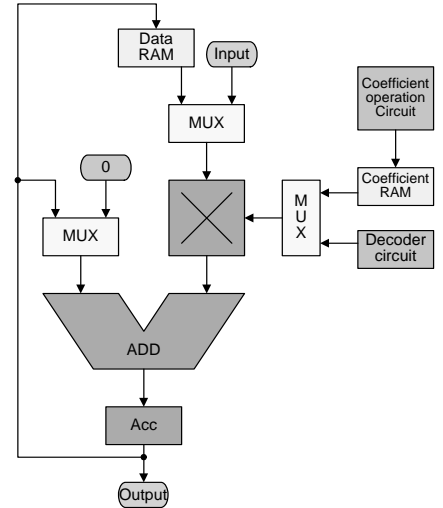 Data
RAM
Input
Coefficient
operation
Circuit
MUX
0
Coefficient
RAM
M
U
X
MUX
Decoder
circuit
ADD
Acc
Output